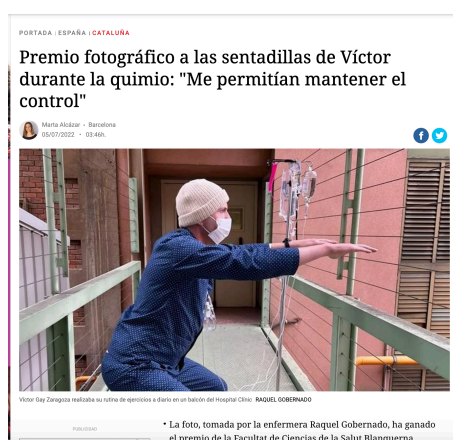 PORTADA | ESPAÑA | CATALUÑA
Premio fotográfico a las sentadillas de Víctor
durante la quimio: "Me permitían mantener el
control"
Marta Alcázar - Barcelona
05/07/2022 - 03:46h.
Víctor Gay Zaragoza realizaba su rutina de ejercicios a diario en un balcón del Hospital Clínic RAQUEL GOBERNADO
PUBLICIDAD
• La foto, tomada por la enfermera Raquel Gobernado, ha ganado
el premio de la Facultat de Ciències de la Salut Blanquerna